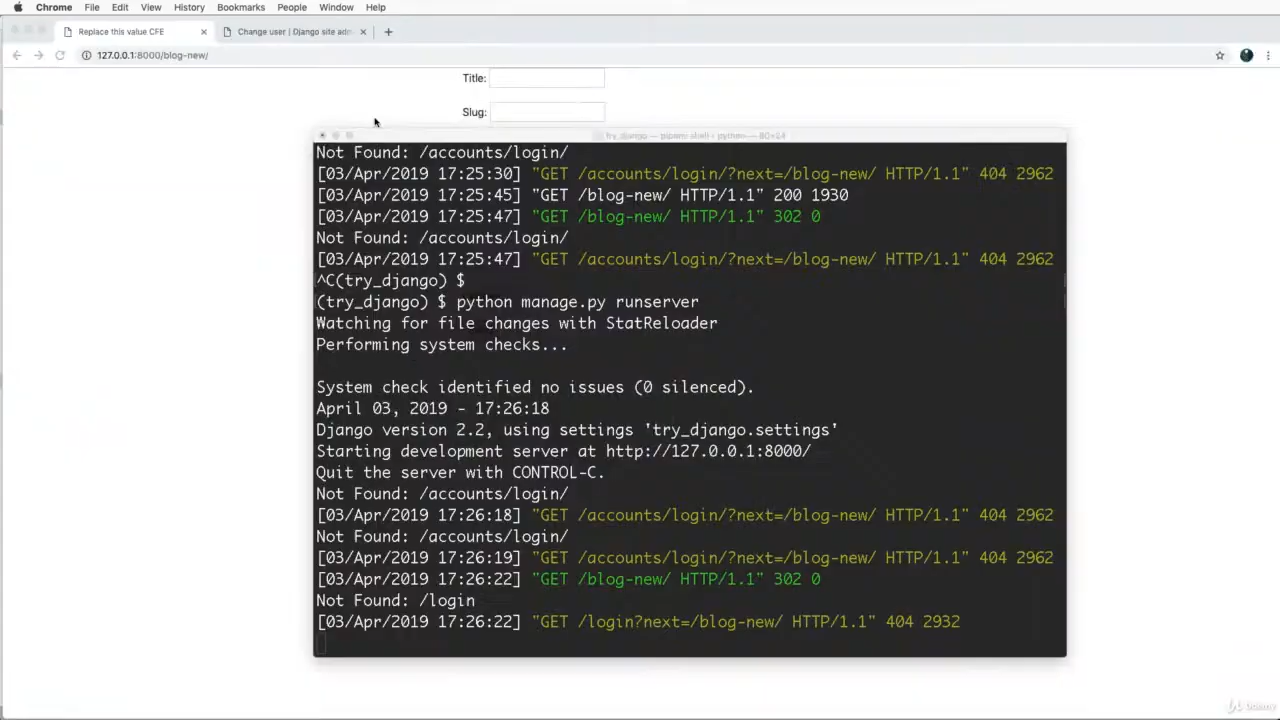 Chrome File Edit View History Bookmarks People Window Help
Replace this value CFE
Change user | Django site adm
127.0.0.1:8000/blog-new/
Title:
Slug:
try_django — pipenv shell • python — 80×24
Not Found: /accounts/login/
[03/Apr/2019 17:25:30] "GET /accounts/login/?next=/blog-new/ HTTP/1.1" 404 2962
[03/Apr/2019 17:25:45] "GET /blog-new/ HTTP/1.1" 200 1930
[03/Apr/2019 17:25:47] "GET /blog-new/ HTTP/1.1" 302 0
Not Found: /accounts/login/
[03/Apr/2019 17:25:47] "GET /accounts/login/?next=/blog-new/ HTTP/1.1" 404 2962
^C(try_django) $
(try_django) $ python manage.py runserver
Watching for file changes with StatReloader
Performing system checks...
System check identified no issues (0 silenced).
April 03, 2019 - 17:26:18
Django version 2.2, using settings 'try_django.settings'
Starting development server at http://127.0.0.1:8000/
Quit the server with CONTROL-C.
Not Found: /accounts/login/
[03/Apr/2019 17:26:18] "GET /accounts/login/?next=/blog-new/ HTTP/1.1" 404 2962
Not Found: /accounts/login/
[03/Apr/2019 17:26:19] "GET /accounts/login/?next=/blog-new/ HTTP/1.1" 404 2962
[03/Apr/2019 17:26:22] "GET /blog-new/ HTTP/1.1" 302 0
Not Found: /login
[03/Apr/2019 17:26:22] "GET /login?next=/blog-new/ HTTP/1.1" 404 2932
Udemy